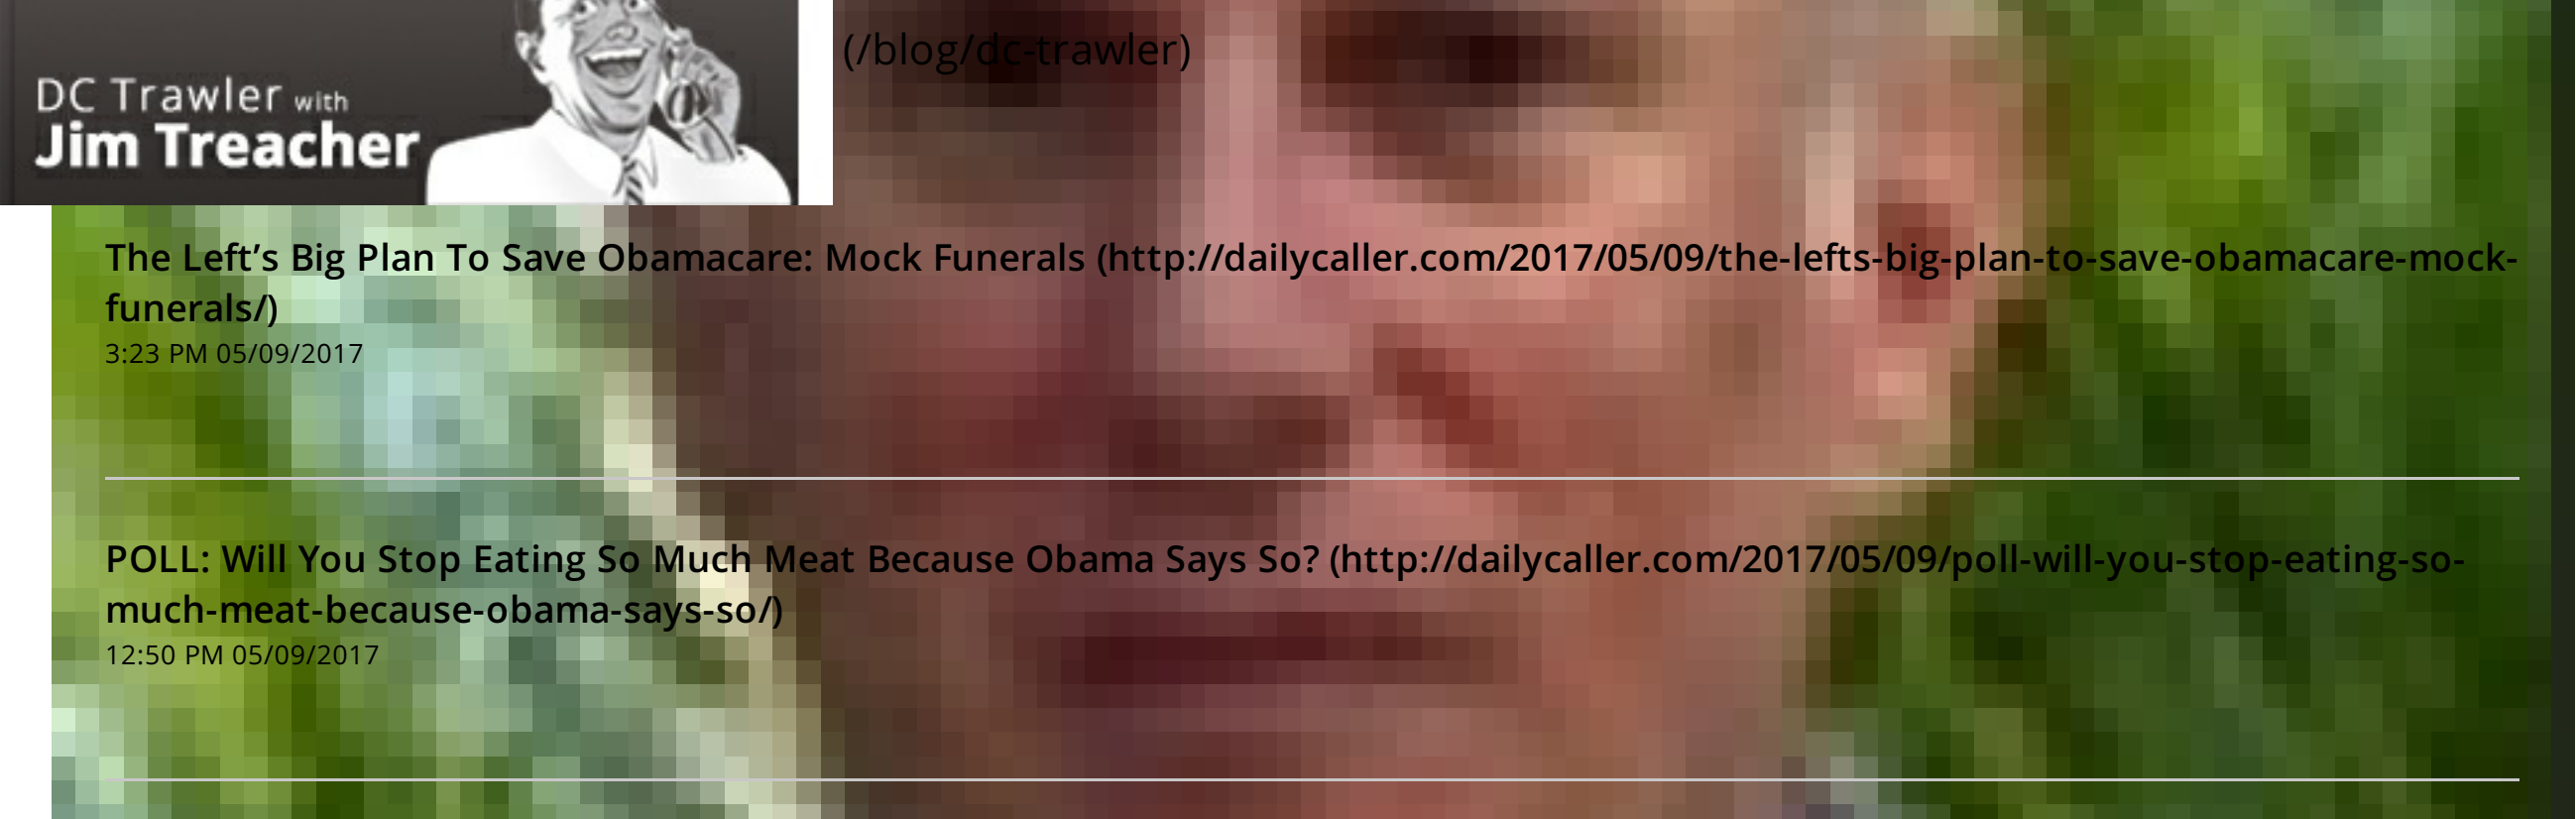 DC Trawler with
Jim Treacher
(/blog/dc-trawler)
The Left’s Big Plan To Save Obamacare: Mock Funerals (http://dailycaller.com/2017/05/09/the-lefts-big-plan-to-save-obamacare-mock-
funerals/)
3:23 PM 05/09/2017
POLL: Will You Stop Eating So Much Meat Because Obama Says So? (http://dailycaller.com/2017/05/09/poll-will-you-stop-eating-so-
much-meat-because-obama-says-so/)
12:50 PM 05/09/2017